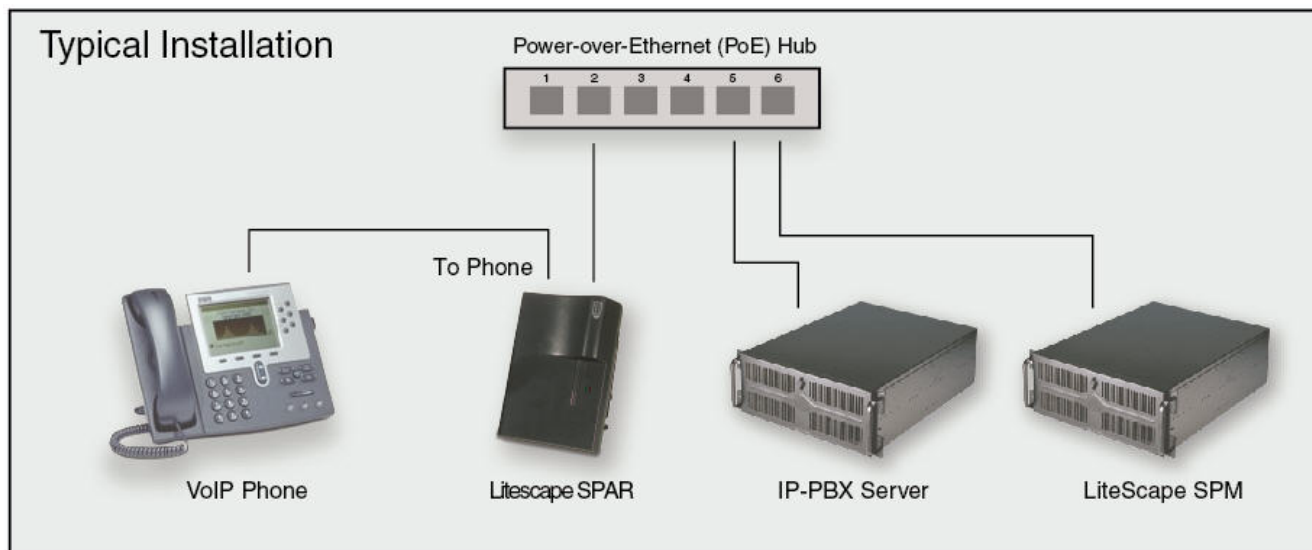 Typical Installation
Power-over-Ethernet (PoE) Hub
1 2 3 4 5 6
To Phone
VoIP Phone
Litescape SPAR
IP-PBX Server
LiteScape SPM